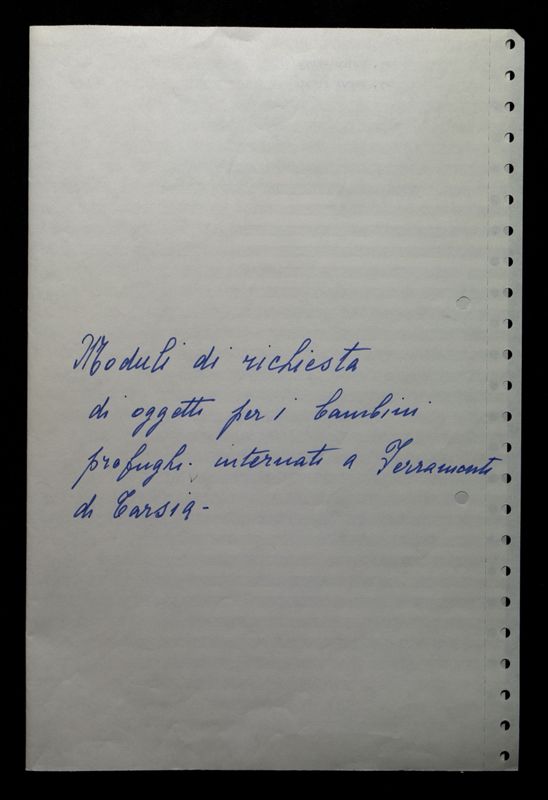 Moduli di richiesta
di oggetti per i bambini
profughi internati a Ferramonti
di Tarsia -